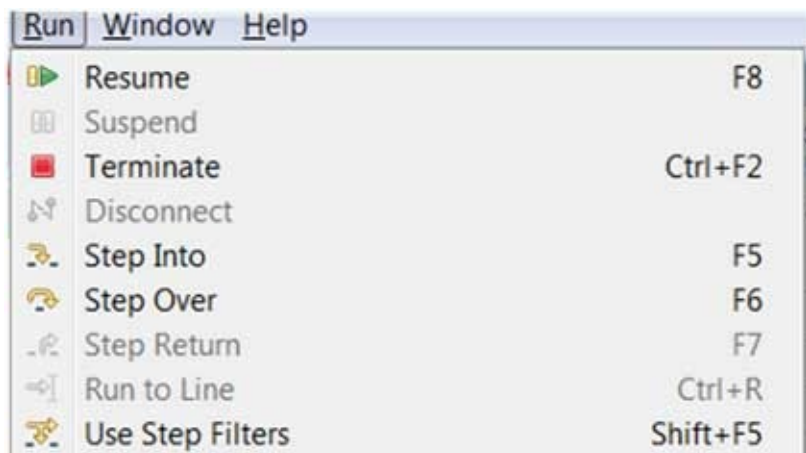 Run Window Help
Resume F8
Suspend
Terminate Ctrl+F2
Disconnect
Step Into F5
Step Over F6
Step Return F7
Run to Line Ctrl+R
Use Step Filters Shift+F5